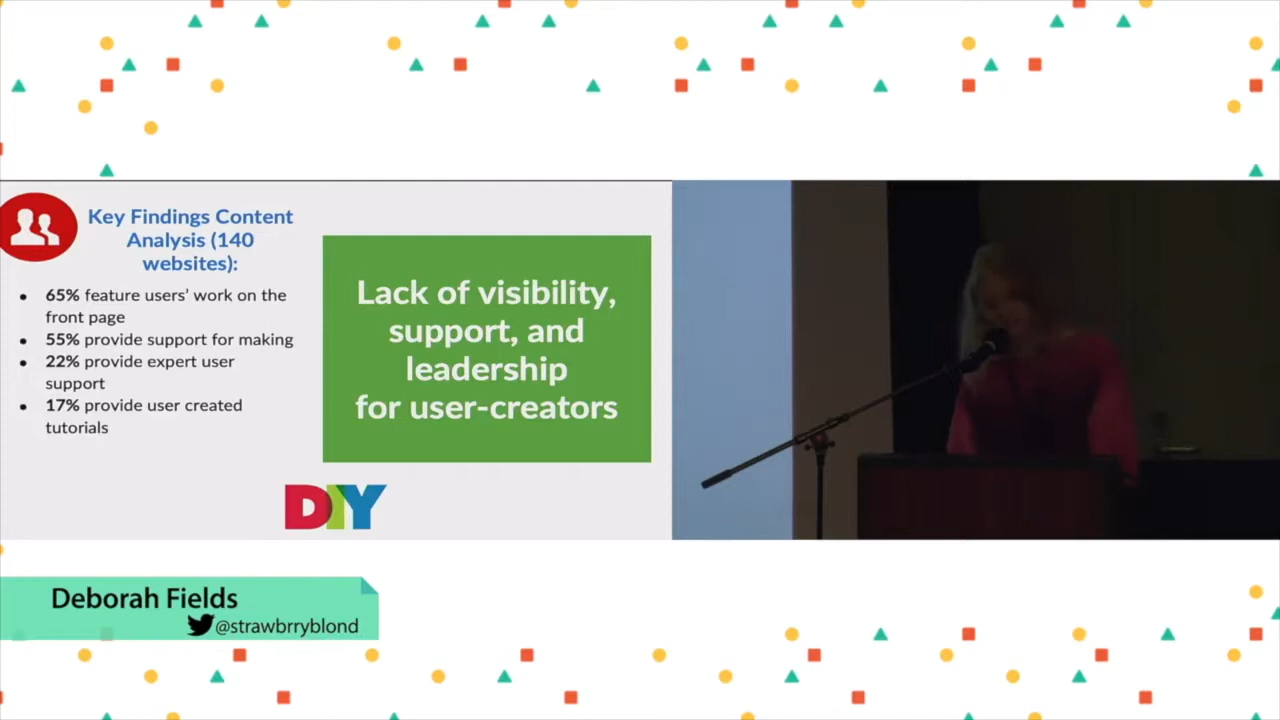 Key Findings Content
Analysis (140
websites):
• 65% feature users’ work on the
front page
• 55% provide support for making
• 22% provide expert user
support
• 17% provide user created
tutorials
Lack of visibility,
support, and
leadership
for user-creators
DIY
Deborah Fields
@strawbrryblond